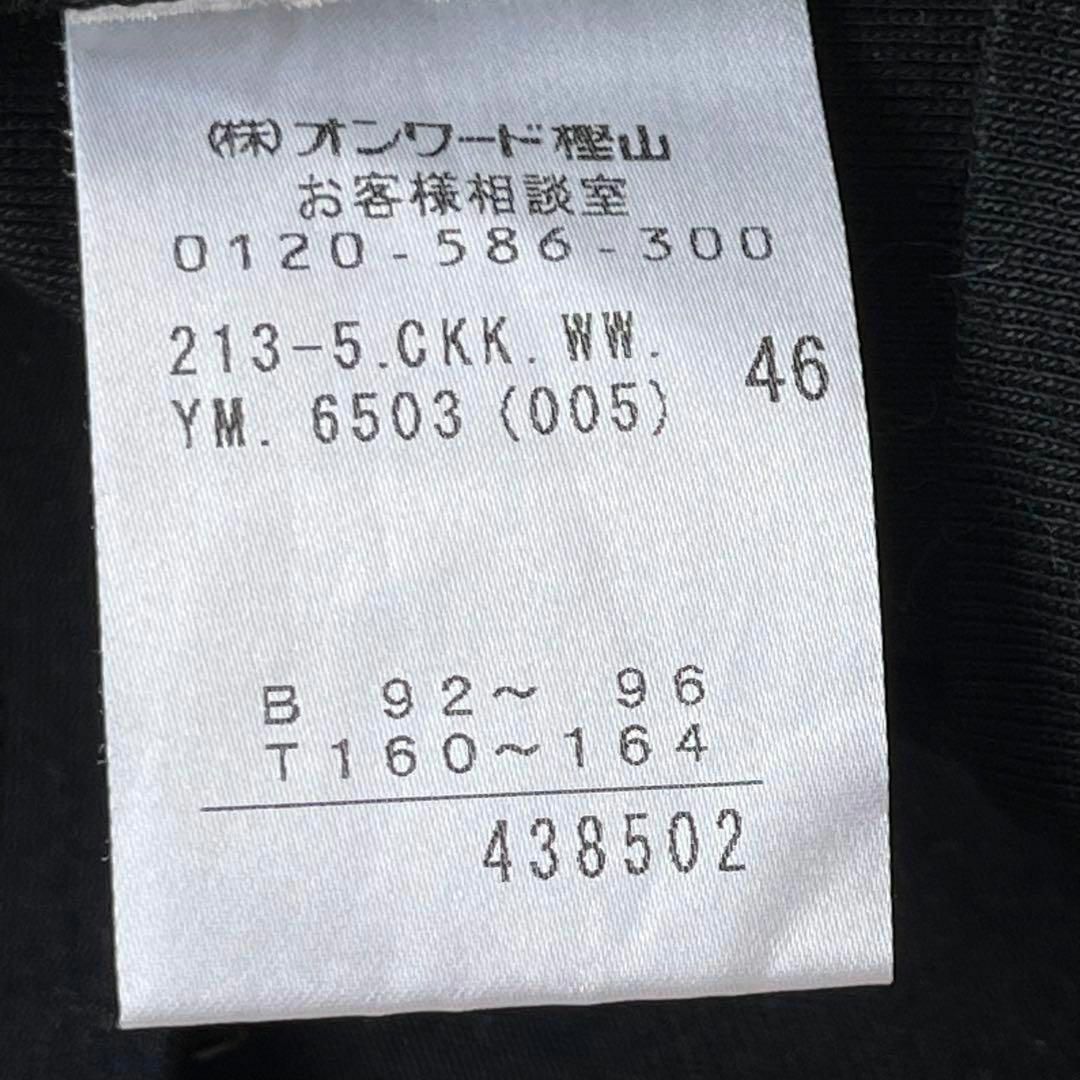 (株)オンワード樫山
お客様相談室
0120-586-300
213-5.CKK.WW.
YM. 6503 (005)
46
B 92～ 96
T160～164
438502